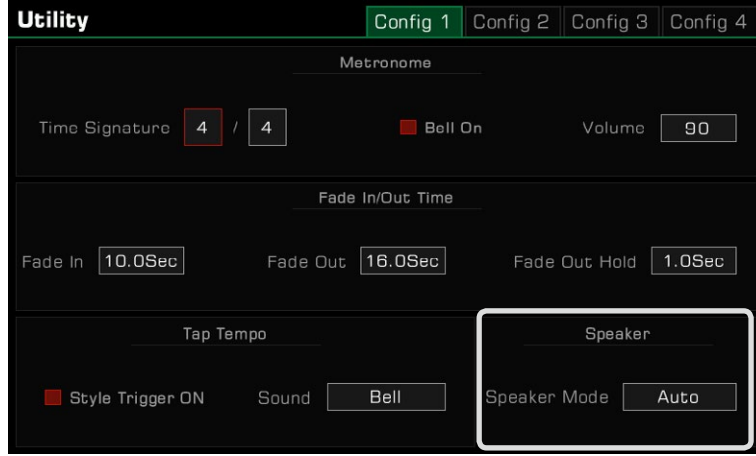 Utility Config 1 Config 2 Config 3 Config 4
Metronome
Time Signature 4 / 4 Bell On Volume 90
Fade In/Out Time
Fade In 10.0Sec Fade Out 16.0Sec Fade Out Hold 1.0Sec
Tap Tempo Speaker
Style Trigger ON Sound Bell Speaker Mode Auto